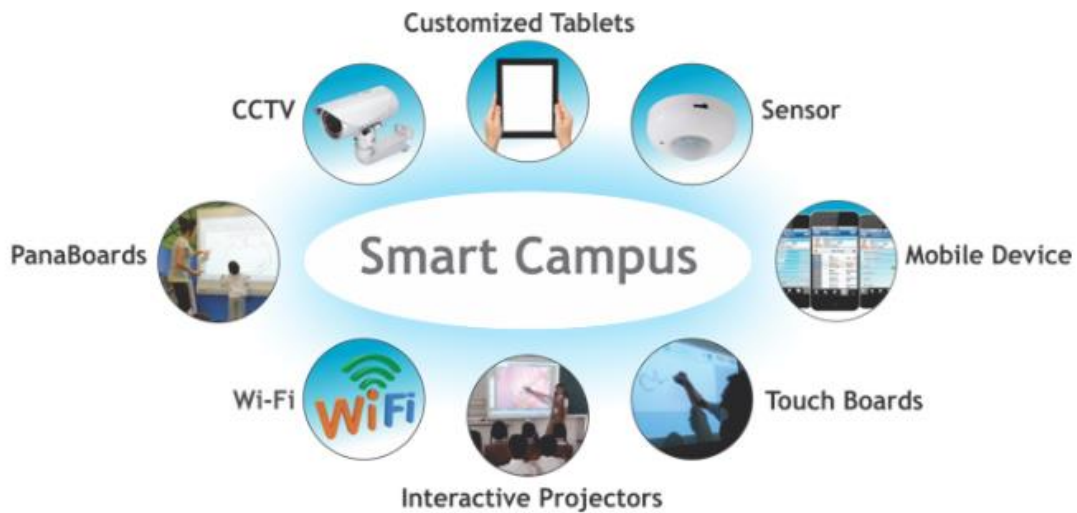 Customized Tablets
CCTV
Sensor
PanaBoards
Smart Campus
Mobile Device
Wi-Fi
WiFi
Touch Boards
Interactive Projectors